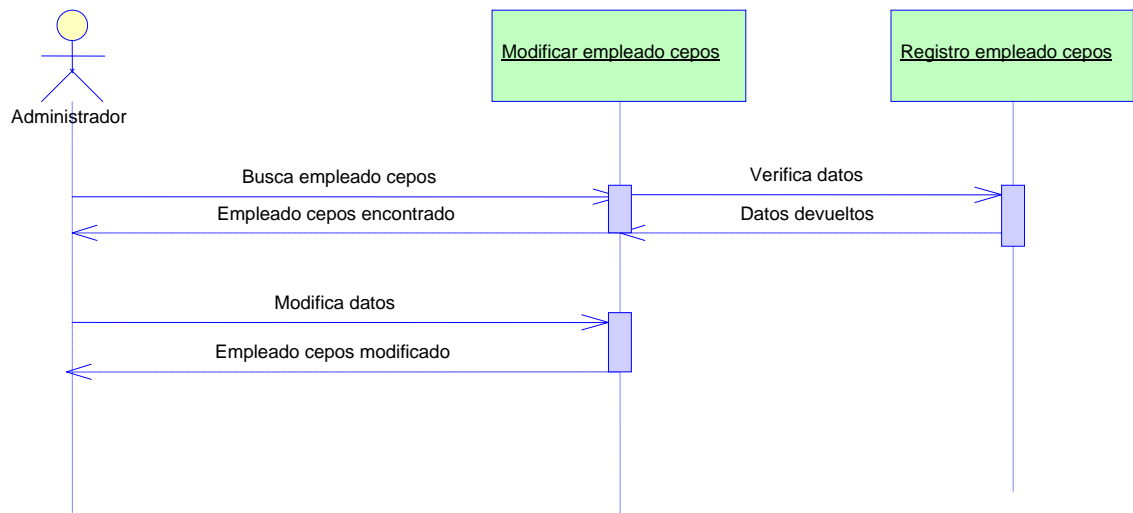 Modificar empleado cepos
Registro empleado cepos
Administrador
Busca empleado cepos
Verifica datos
Empleado cepos encontrado
Datos devueltos
Modifica datos
Empleado cepos modificado